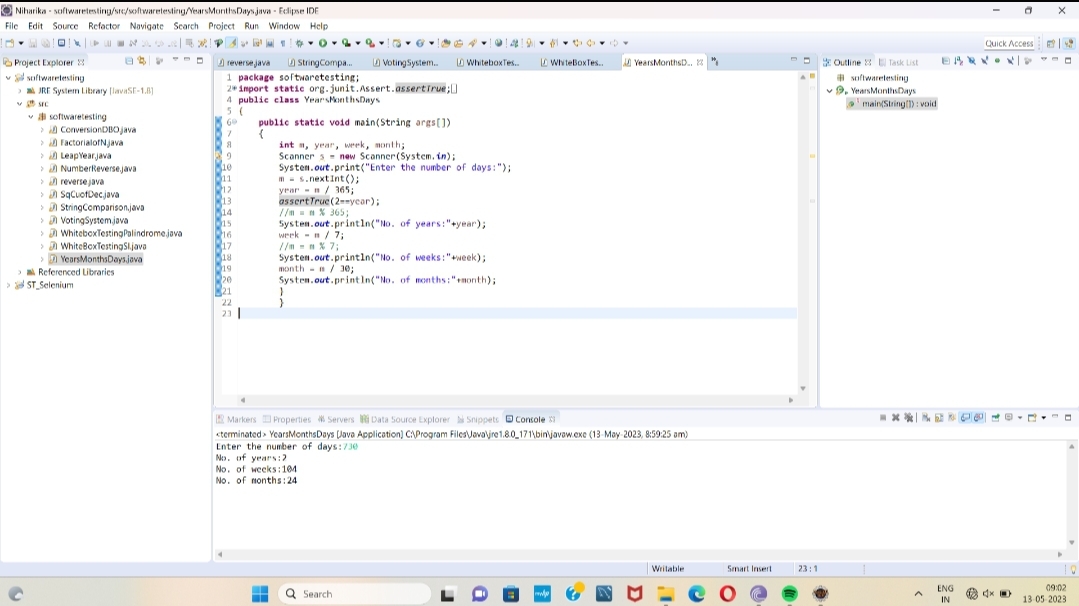 Niharika - softwaretesting/src/softwaretesting/YearsMonthsDays.java - Eclipse IDE
File Edit Source Refactor Navigate Search Project Run Window Help
Quick Access
Project Explorer
softwaretesting
JRE System Library [JavaSE-1.8]
src
softwaretesting
ConversionDBO.java
FactorialofN.java
LeapYear.java
NumberReverse.java
reverse.java
SqCuofDec.java
StringComparison.java
VotingSystem.java
WhiteboxTestingPalindrome.java
WhiteBoxTestingSI.java
YearsMonthsDays.java
Referenced Libraries
ST_Selenium
reverse.java StringCompa... VotingSystem... WhiteboxTes... WhiteBoxTes... YearsMonthsD...
1 package softwaretesting;
2 import static org.junit.Assert.assertTrue;
4 public class YearsMonthsDays
5 {
6 public static void main(String args[])
7 {
8 int m, year, week, month;
9 Scanner s = new Scanner(System.in);
10 System.out.print("Enter the number of days:");
11 m = s.nextInt();
12 year = m / 365;
13 assertTrue(2==year);
14 //m = m % 365;
15 System.out.println("No. of years:"+year);
16 week = m / 7;
17 //m = m % 7;
18 System.out.println("No. of weeks:"+week);
19 month = m / 30;
20 System.out.println("No. of months:"+month);
21 }
22 }
23
Outline Task List
softwaretesting
YearsMonthsDays
main(String[]) : void
Markers Properties Servers Data Source Explorer Snippets Console
<terminated> YearsMonthsDays [Java Application] C:\Program Files\Java\jre1.8.0_171\bin\javaw.exe (13-May-2023, 8:59:25 am)
Enter the number of days:730
No. of years:2
No. of weeks:104
No. of months:24
Writable Smart Insert 23 : 1
Search
ENG
IN
09:02
13-05-2023